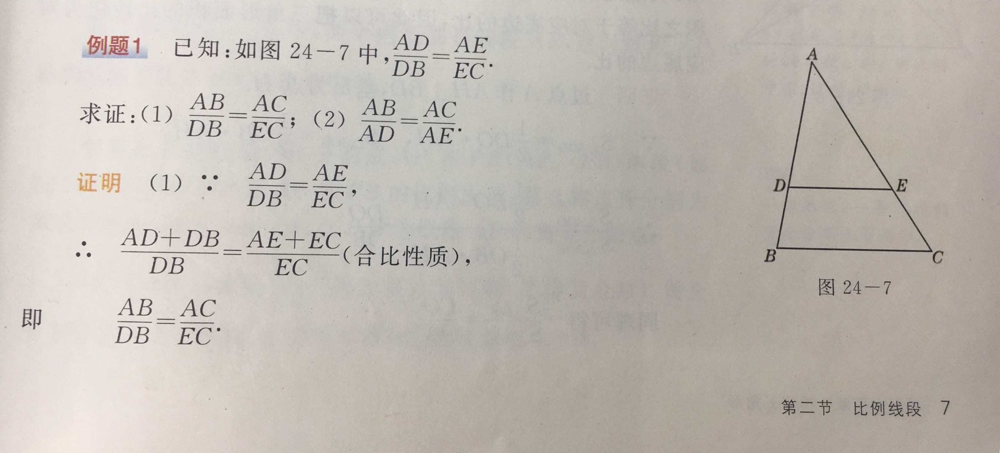 例题1 已知:如图 24-7 中,AD/DB=AE/EC.
求证:(1) AB/DB=AC/EC; (2) AB/AD=AC/AE.
证明 (1) ∵ AD/DB=AE/EC,
∴ (AD+DB)/DB=(AE+EC)/EC(合比性质),
即 AB/DB=AC/EC.
A
D
E
B
C
图 24-7
第二节 比例线段 7